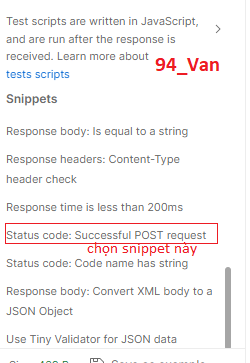 Test scripts are written in JavaScript,
and are run after the response is
received. Learn more about
tests scripts
94_Van
Snippets
Response body: Is equal to a string
Response headers: Content-Type
header check
Response time is less than 200ms
Status code: Successful POST request
chọn snippet này
Status code: Code name has string
Response body: Convert XML body to a
JSON Object
Use Tiny Validator for JSON data